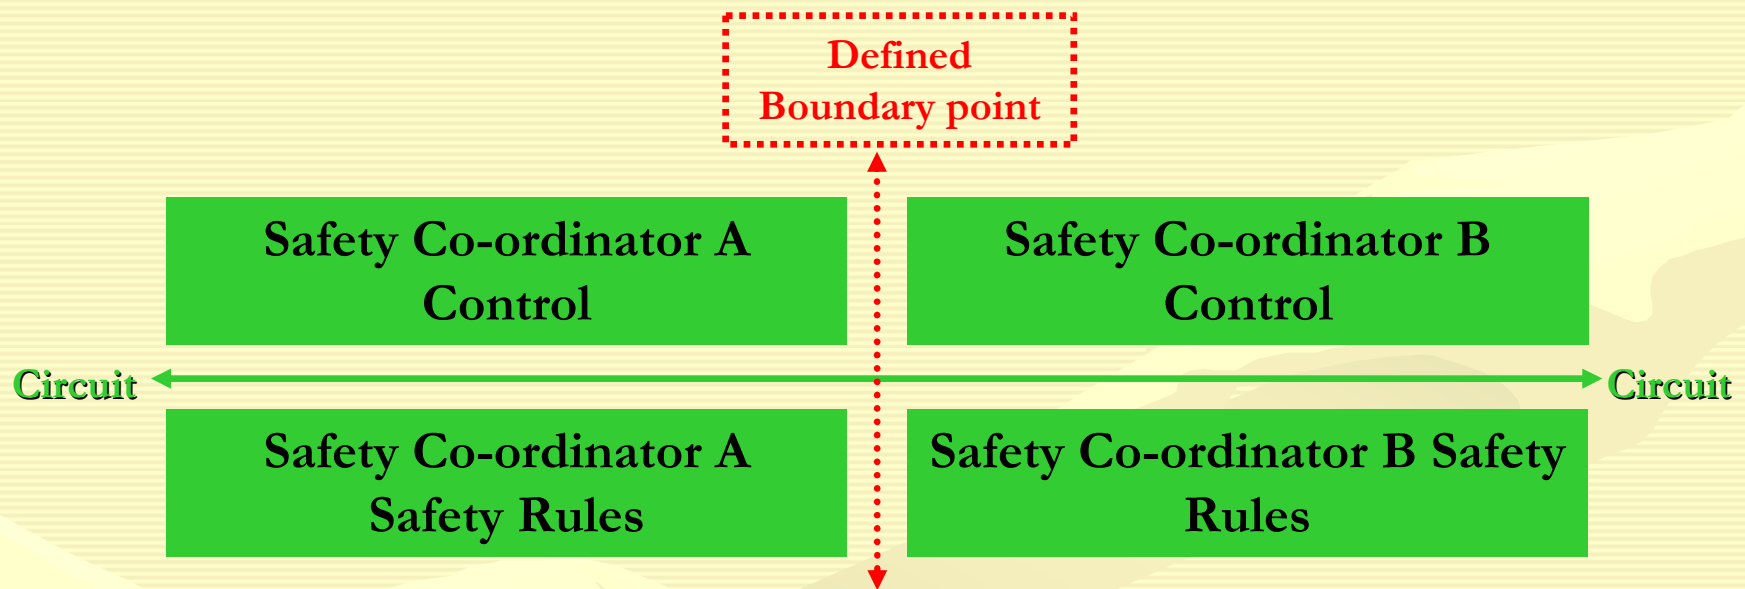 Defined
Boundary point
Safety Co-ordinator A
Control
Safety Co-ordinator B
Control
Circuit
Circuit
Safety Co-ordinator A
Safety Rules
Safety Co-ordinator B Safety
Rules